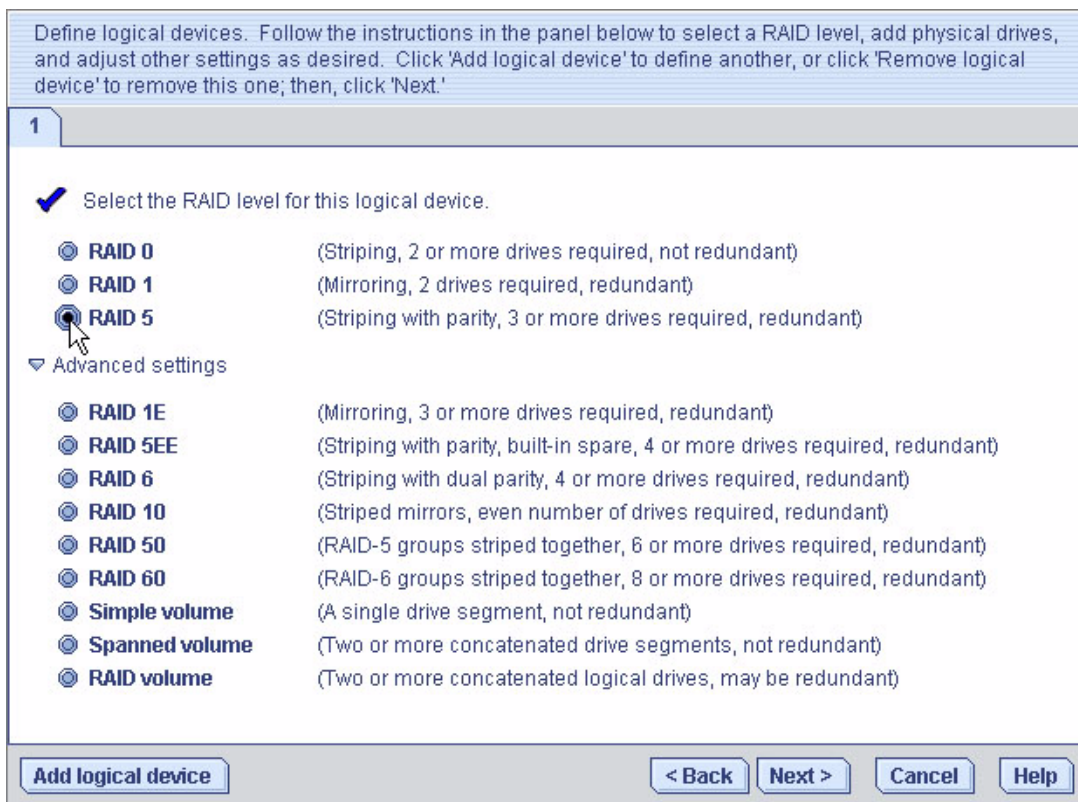 Define logical devices. Follow the instructions in the panel below to select a RAID level, add physical drives,
and adjust other settings as desired. Click 'Add logical device' to define another, or click 'Remove logical
device' to remove this one; then, click 'Next.'
1
Select the RAID level for this logical device.
RAID 0 (Striping, 2 or more drives required, not redundant)
RAID 1 (Mirroring, 2 drives required, redundant)
RAID 5 (Striping with parity, 3 or more drives required, redundant)
Advanced settings
RAID 1E (Mirroring, 3 or more drives required, redundant)
RAID 5EE (Striping with parity, built-in spare, 4 or more drives required, redundant)
RAID 6 (Striping with dual parity, 4 or more drives required, redundant)
RAID 10 (Striped mirrors, even number of drives required, redundant)
RAID 50 (RAID-5 groups striped together, 6 or more drives required, redundant)
RAID 60 (RAID-6 groups striped together, 8 or more drives required, redundant)
Simple volume (A single drive segment, not redundant)
Spanned volume (Two or more concatenated drive segments, not redundant)
RAID volume (Two or more concatenated logical drives, may be redundant)
Add logical device < Back Next > Cancel Help